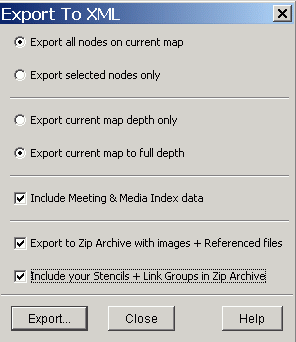 Export To XML
Export all nodes on current map
Export selected nodes only
Export current map depth only
Export current map to full depth
Include Meeting & Media Index data
Export to Zip Archive with images + Referenced files
Include your Stencils + Link Groups in Zip Archive
Export... Close Help